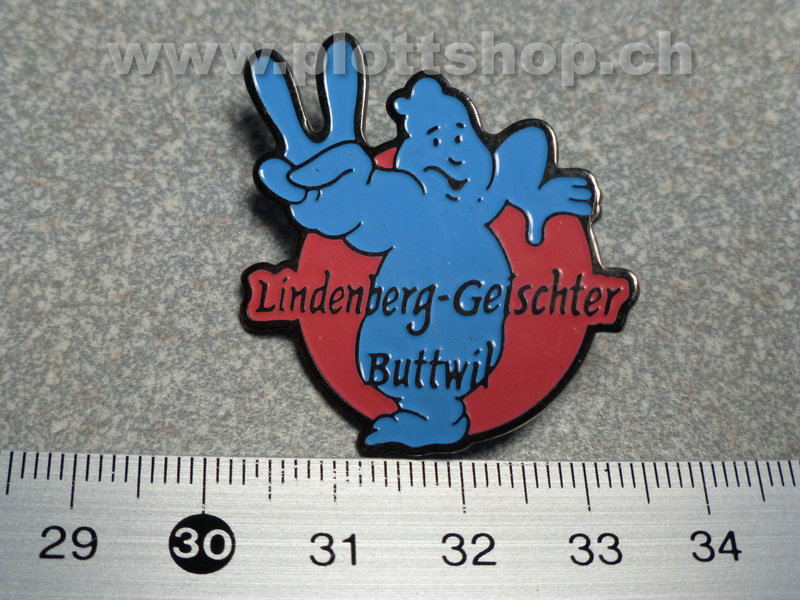 www.plottshop.ch
Lindenberg-Geischter
Buttwil
29 30 31 32 33 34